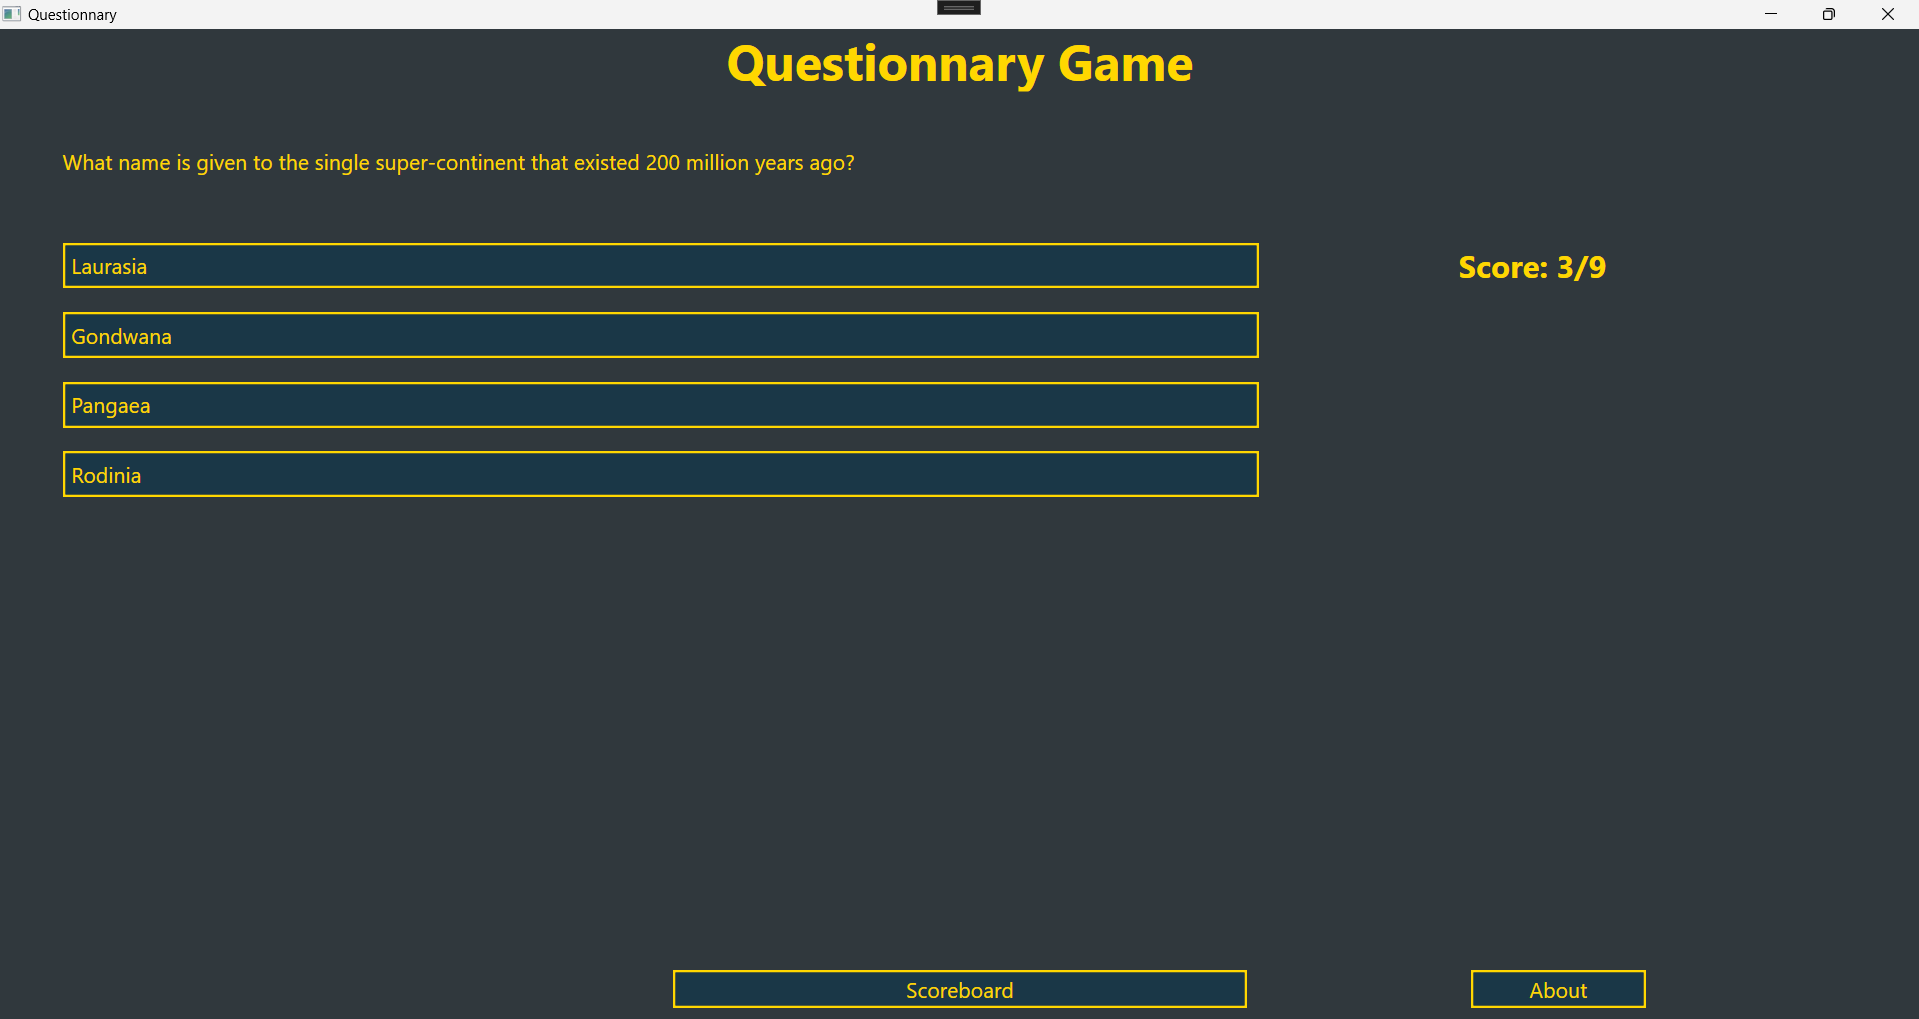 Questionnary
Questionnary Game
What name is given to the single super-continent that existed 200 million years ago?
Laurasia
Score: 3/9
Gondwana
Pangaea
Rodinia
Scoreboard
About